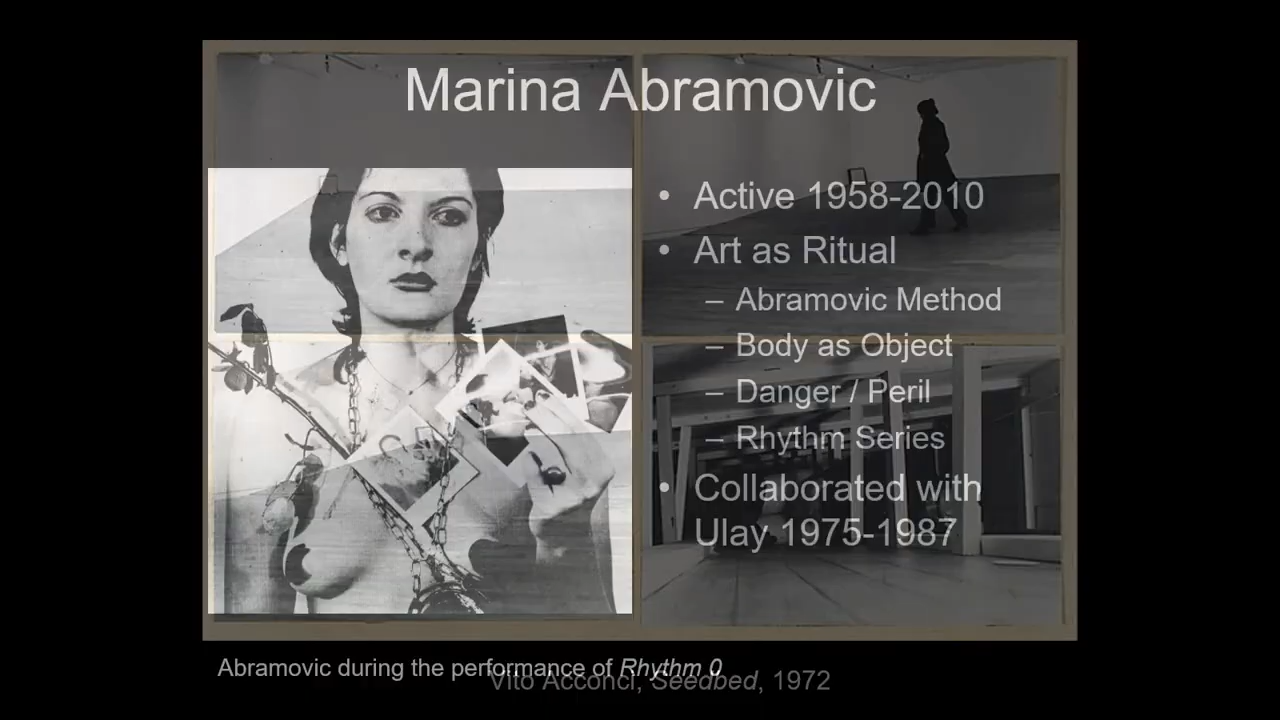 Marina Abramovic
• Active 1958-2010
• Art as Ritual
– Abramovic Method
– Body as Object
– Danger / Peril
– Rhythm Series
• Collaborated with
Ulay 1975-1987
Abramovic during the performance of Rhythm 0
Vito Acconci, Seedbed, 1972